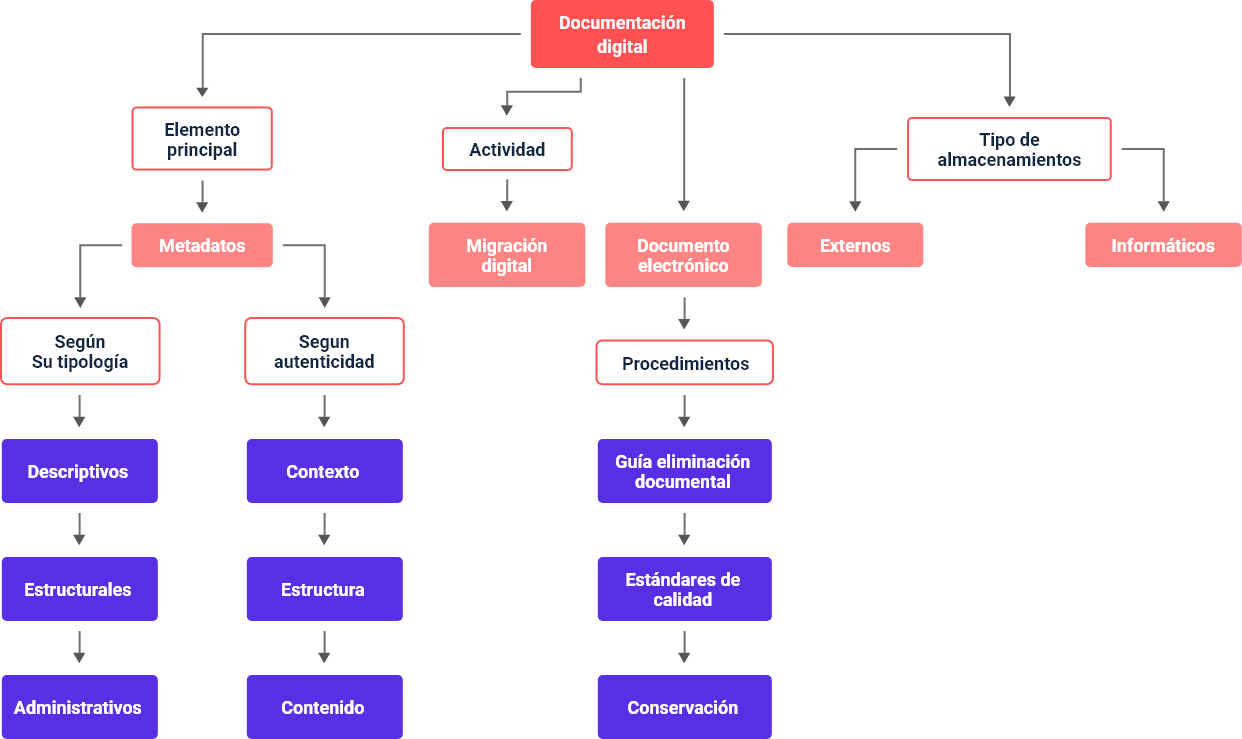 Documentación
digital
Elemento
principal
Actividad
Tipo de
almacenamientos
Metadatos
Migración
digital
Documento
electrónico
Externos
Informáticos
Según
Su tipología
Segun
autenticidad
Procedimientos
Descriptivos
Contexto
Guía eliminación
documental
Estructurales
Estructura
Estándares de
calidad
Administrativos
Contenido
Conservación